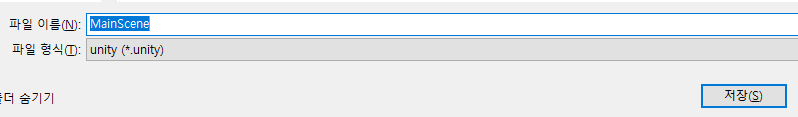 파일 이름(N): MainScene
파일 형식(T): unity (*.unity)
더 숨기기
저장(S)